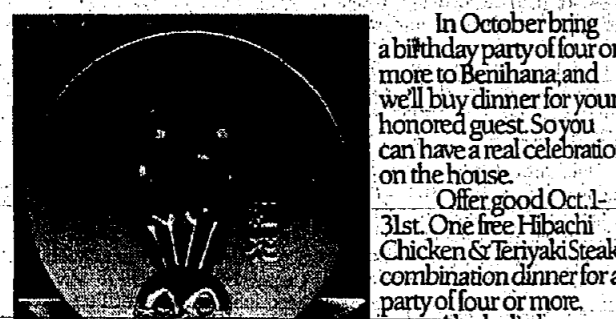 In October bring
a birthday party of four or
more to Benihana, and
we'll buy dinner for your
honored guest. So you
can have a real celebratio
on the house.
Offer good Oct. 1-
31st. One free Hibachi
Chicken & Teriyaki Steak
combination dinner for a
party of four or more.